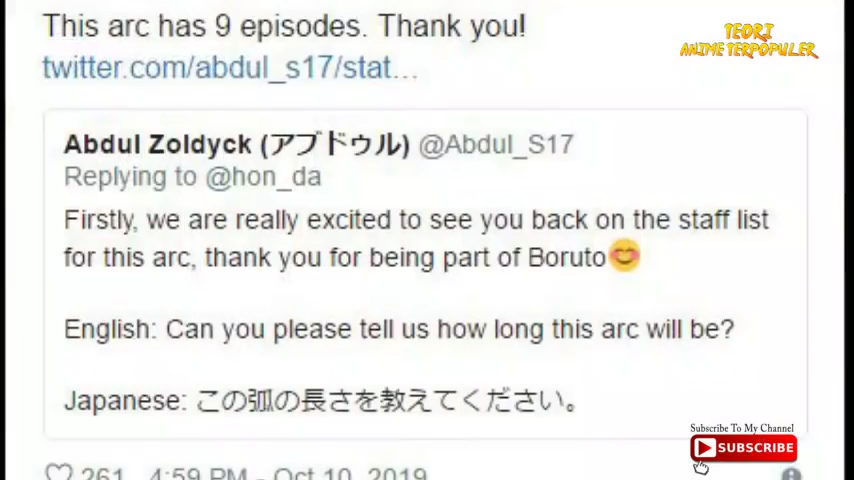 This arc has 9 episodes. Thank you!
TEORI
ANIME TERPOPULER
twitter.com/abdul_s17/stat...
Abdul Zoldyck (アブドゥル) @Abdul_S17
Replying to @hon_da
Firstly, we are really excited to see you back on the staff list
for this arc, thank you for being part of Boruto😊
English: Can you please tell us how long this arc will be?
Japanese: この弧の長さを教えてください。
Subscribe To My Channel
SUBSCRIBE
261 4:59 PM - Oct 10, 2019